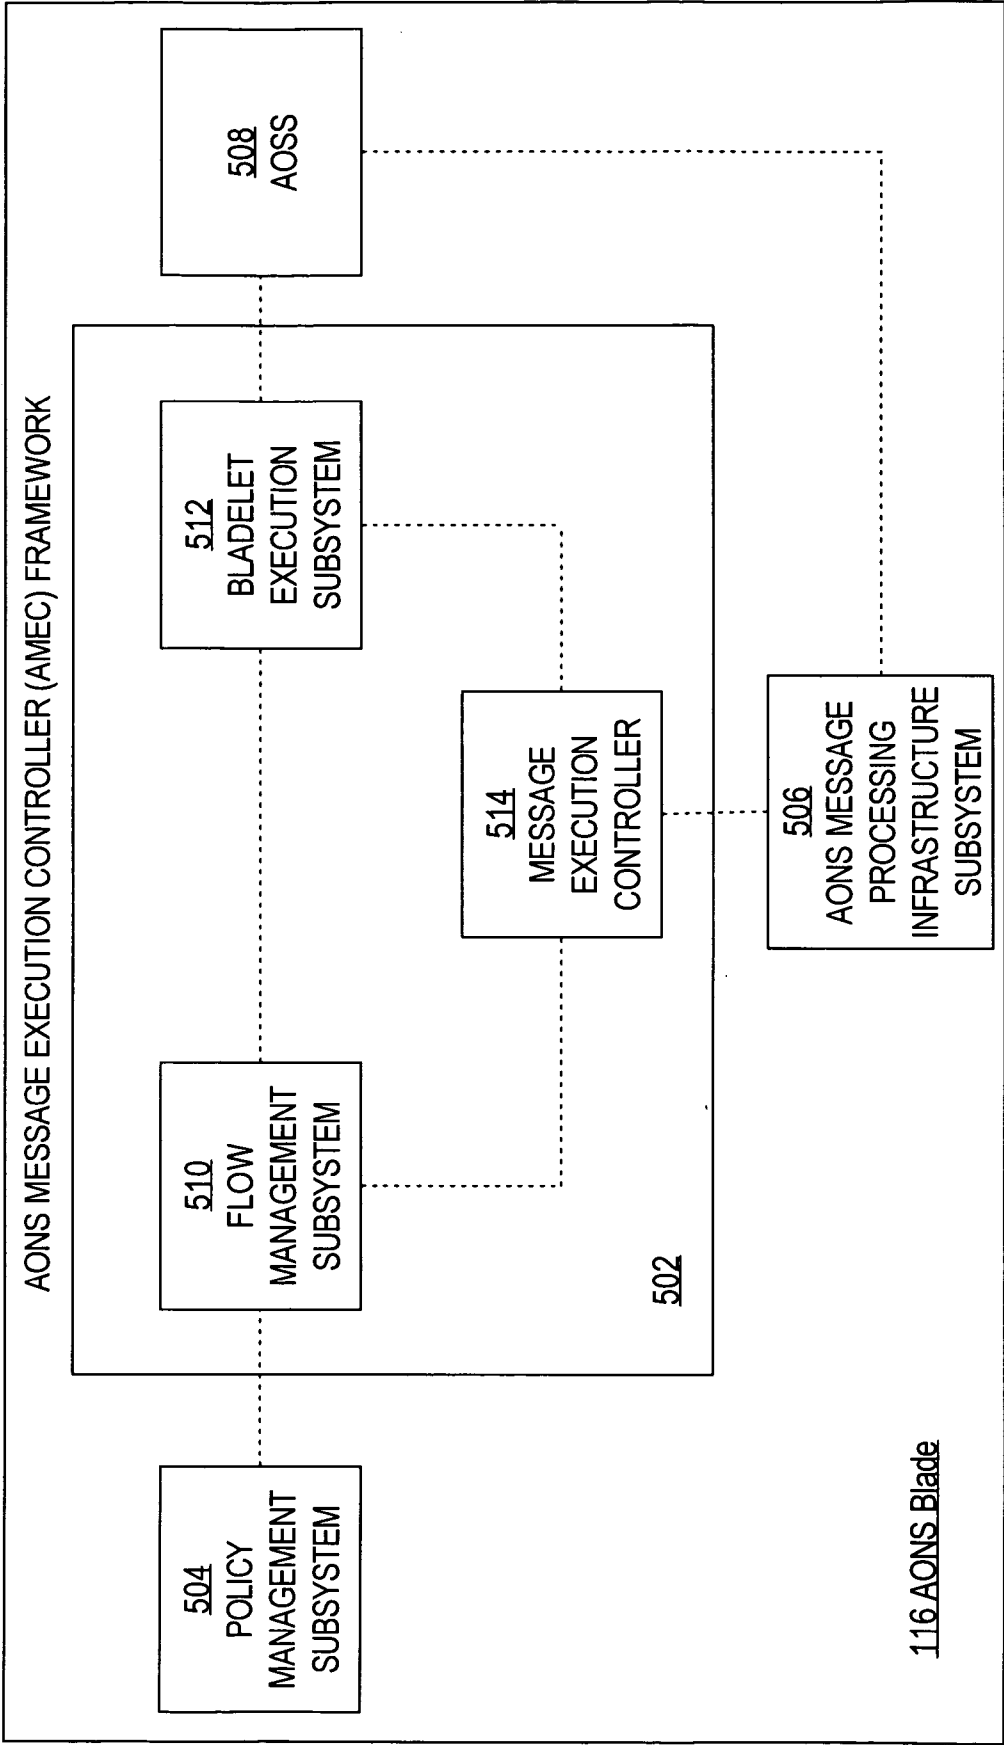 AONS MESSAGE EXECUTION CONTROLLER (AMEC) FRAMEWORK
504
POLICY
MANAGEMENT
SUBSYSTEM
510
FLOW
MANAGEMENT
SUBSYSTEM
512
BLADELET
EXECUTION
SUBSYSTEM
508
AOSS
514
MESSAGE
EXECUTION
CONTROLLER
502
506
AONS MESSAGE
PROCESSING
INFRASTRUCTURE
SUBSYSTEM
116 AONS Blade